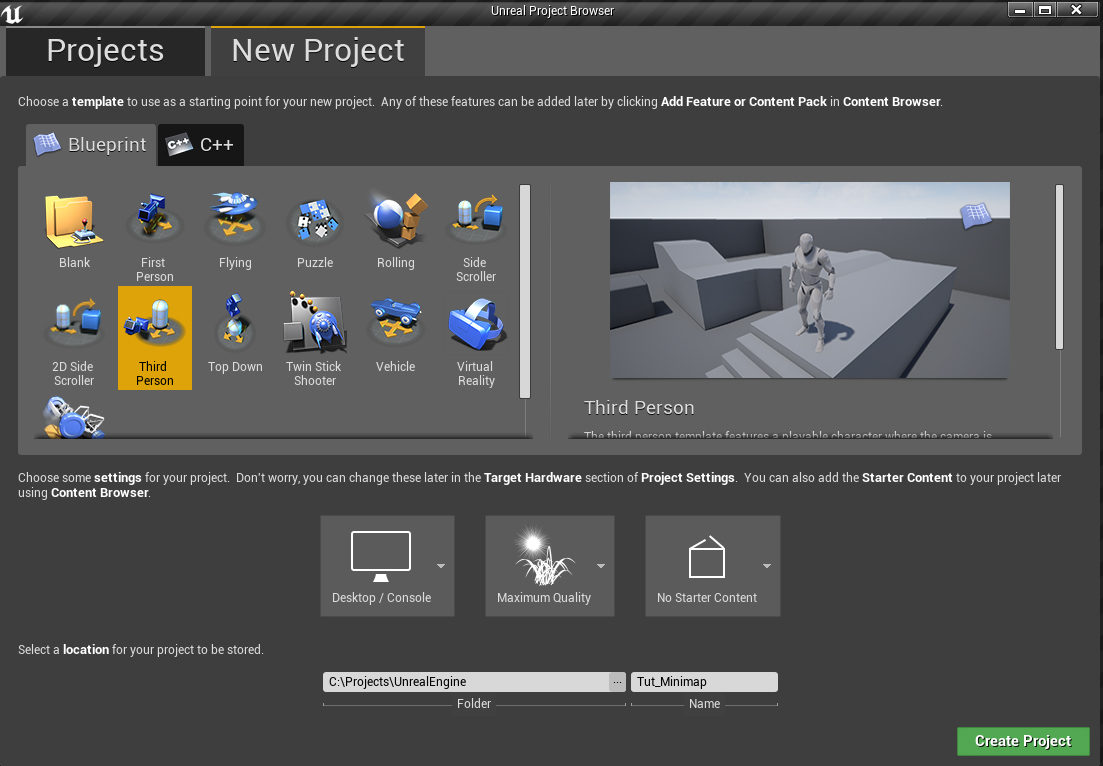 Unreal Project Browser
Projects
New Project
Choose a template to use as a starting point for your new project.  Any of these features can be added later by clicking Add Feature or Content Pack in Content Browser.
Blueprint
C++
C++
Blank
First
Person
Flying
Puzzle
Rolling
Side
Scroller
2D Side
Scroller
Third
Person
Top Down
Twin Stick
Shooter
Vehicle
Virtual
Reality
Third Person
The third person template features a playable character where the camera is
Choose some settings for your project.  Don't worry, you can change these later in the Target Hardware section of Project Settings.  You can also add the Starter Content to your project later
using Content Browser.
Desktop / Console
Maximum Quality
No Starter Content
Select a location for your project to be stored.
C:\Projects\UnrealEngine
...
Tut_Minimap
Folder
Name
Create Project